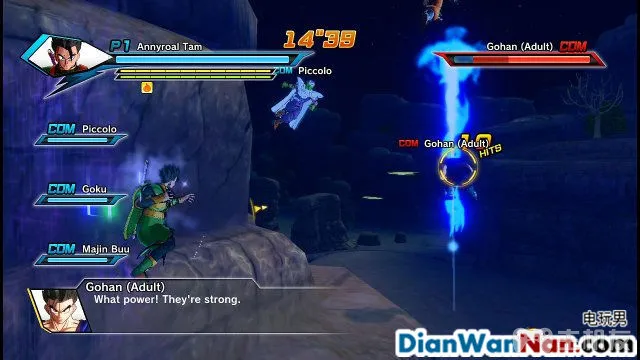 P1 Annyroal Tam
14"39
COM Piccolo
Gohan (Adult) COM
COM Piccolo
COM Gohan (Adult)
HITS
COM Goku
COM Majin Buu
Gohan (Adult)
What power! They're strong.
电玩男
DianWanNan.com